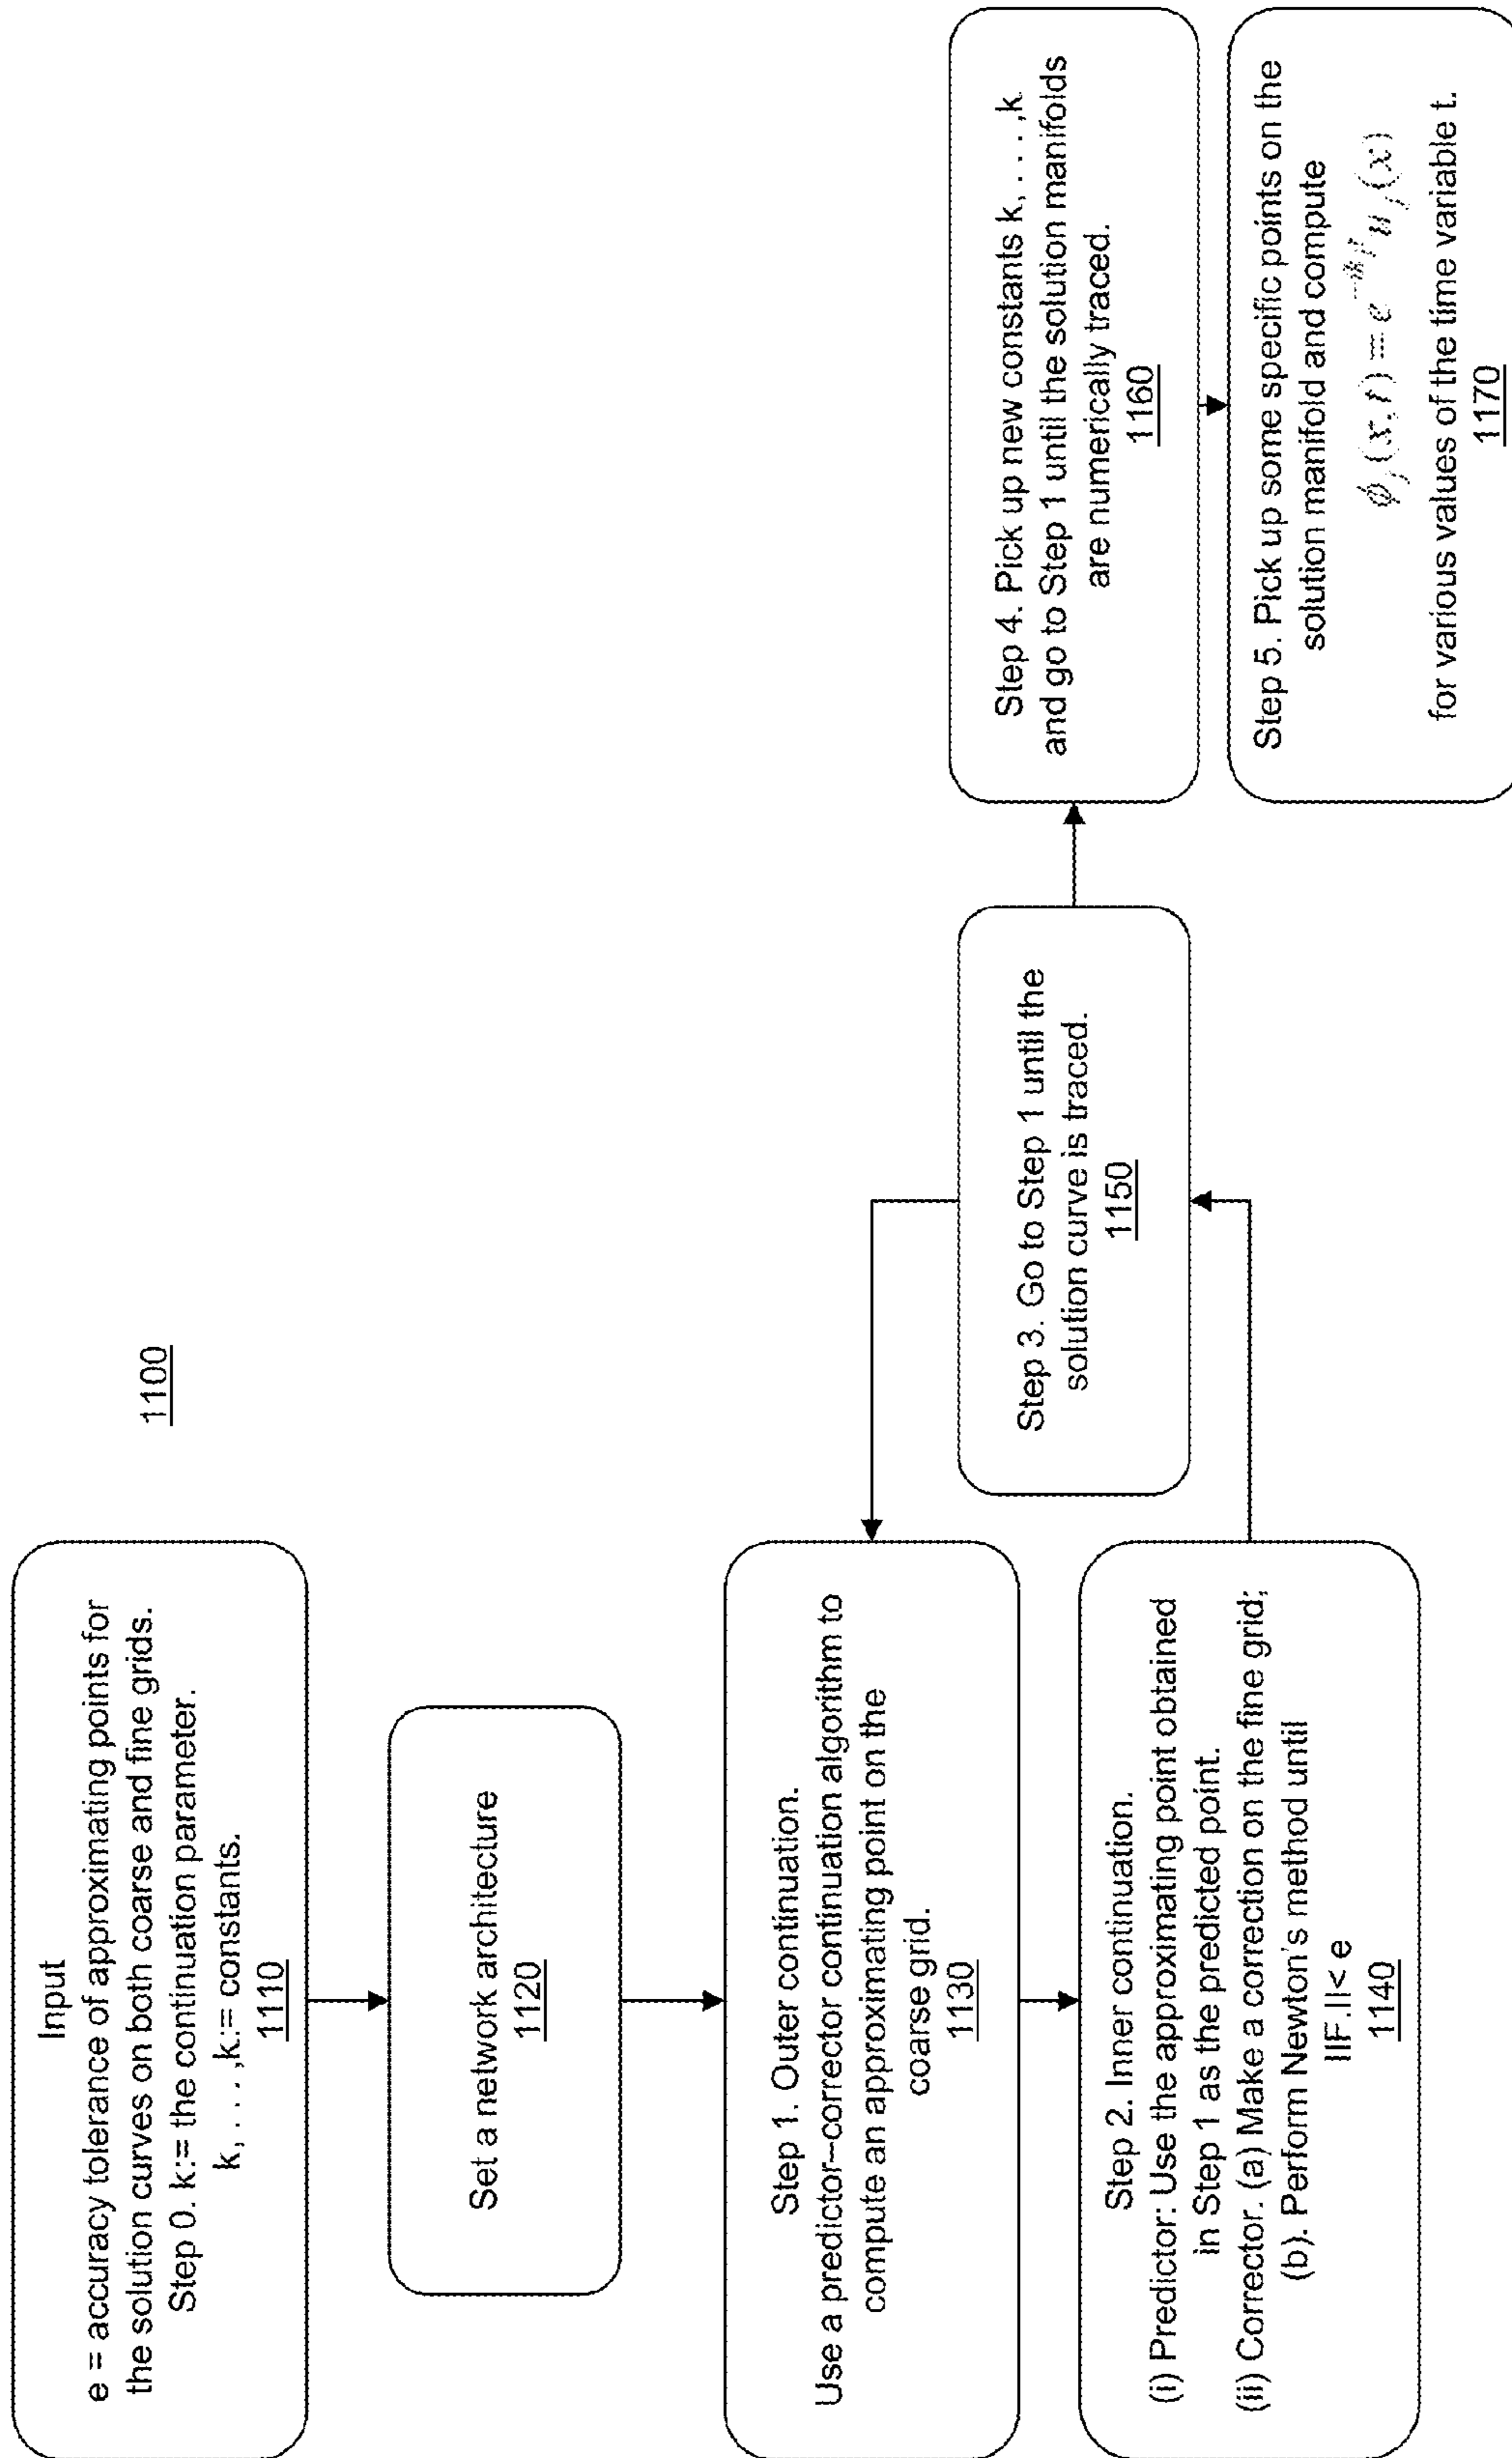 1100
Input
e = accuracy tolerance of approximating points for
the solution curves on both coarse and fine grids.
Step 0. k:= the continuation parameter.
k, . . . ,k:= constants.
1110
Set a network architecture
1120
Step 1. Outer continuation.
Use a predictor–corrector continuation algorithm to
compute an approximating point on the
coarse grid.
1130
Step 2. Inner continuation.
(i) Predictor: Use the approximating point obtained
in Step 1 as the predicted point.
(ii) Corrector. (a) Make a correction on the fine grid;
(b). Perform Newton's method until
IIF.II< e
1140
Step 3. Go to Step 1 until the
solution curve is traced.
1150
Step 4. Pick up new constants k, . . . ,k
and go to Step 1 until the solution manifolds
are numerically traced.
1160
Step 5. Pick up some specific points on the
solution manifold and compute
ϕj(x,t) = e u j(x)
for various values of the time variable t.
1170